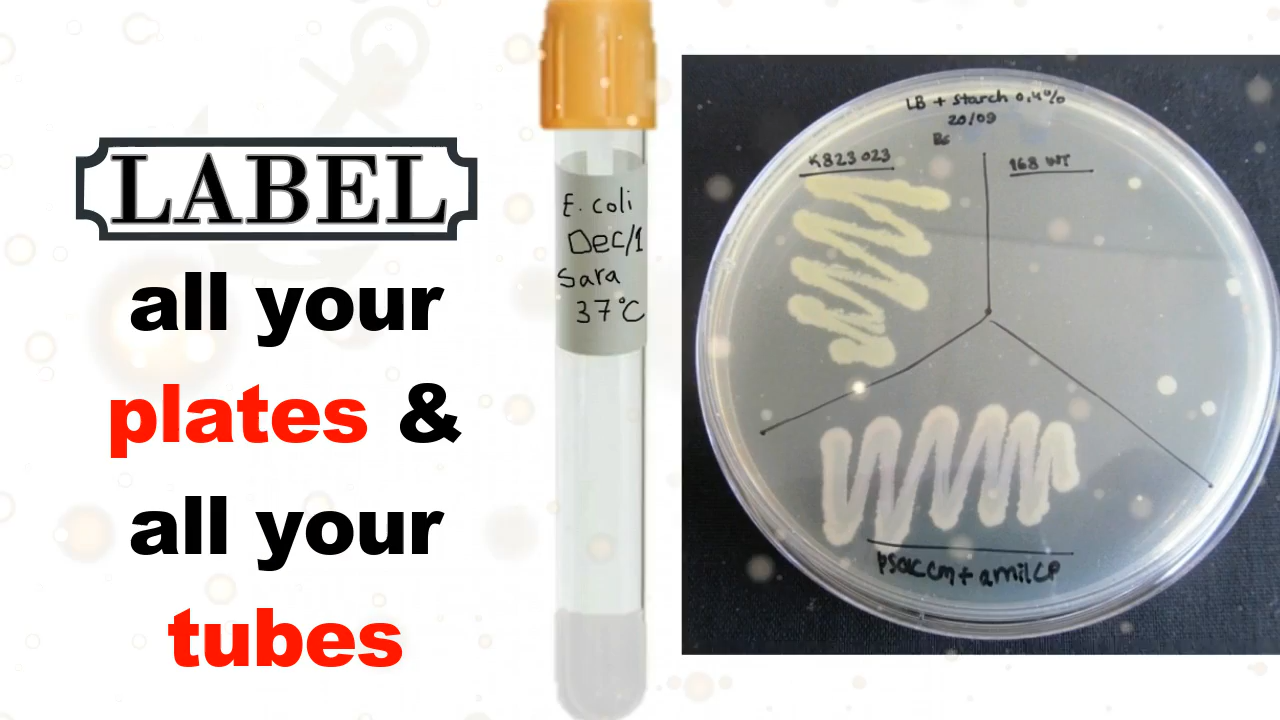 LABEL
all your
plates &
all your
tubes
E. coli
Dec/1
Sara
37°C
LB + Starch 0.4%
20/09
Bs
K823023
168 WT
+ amilCP